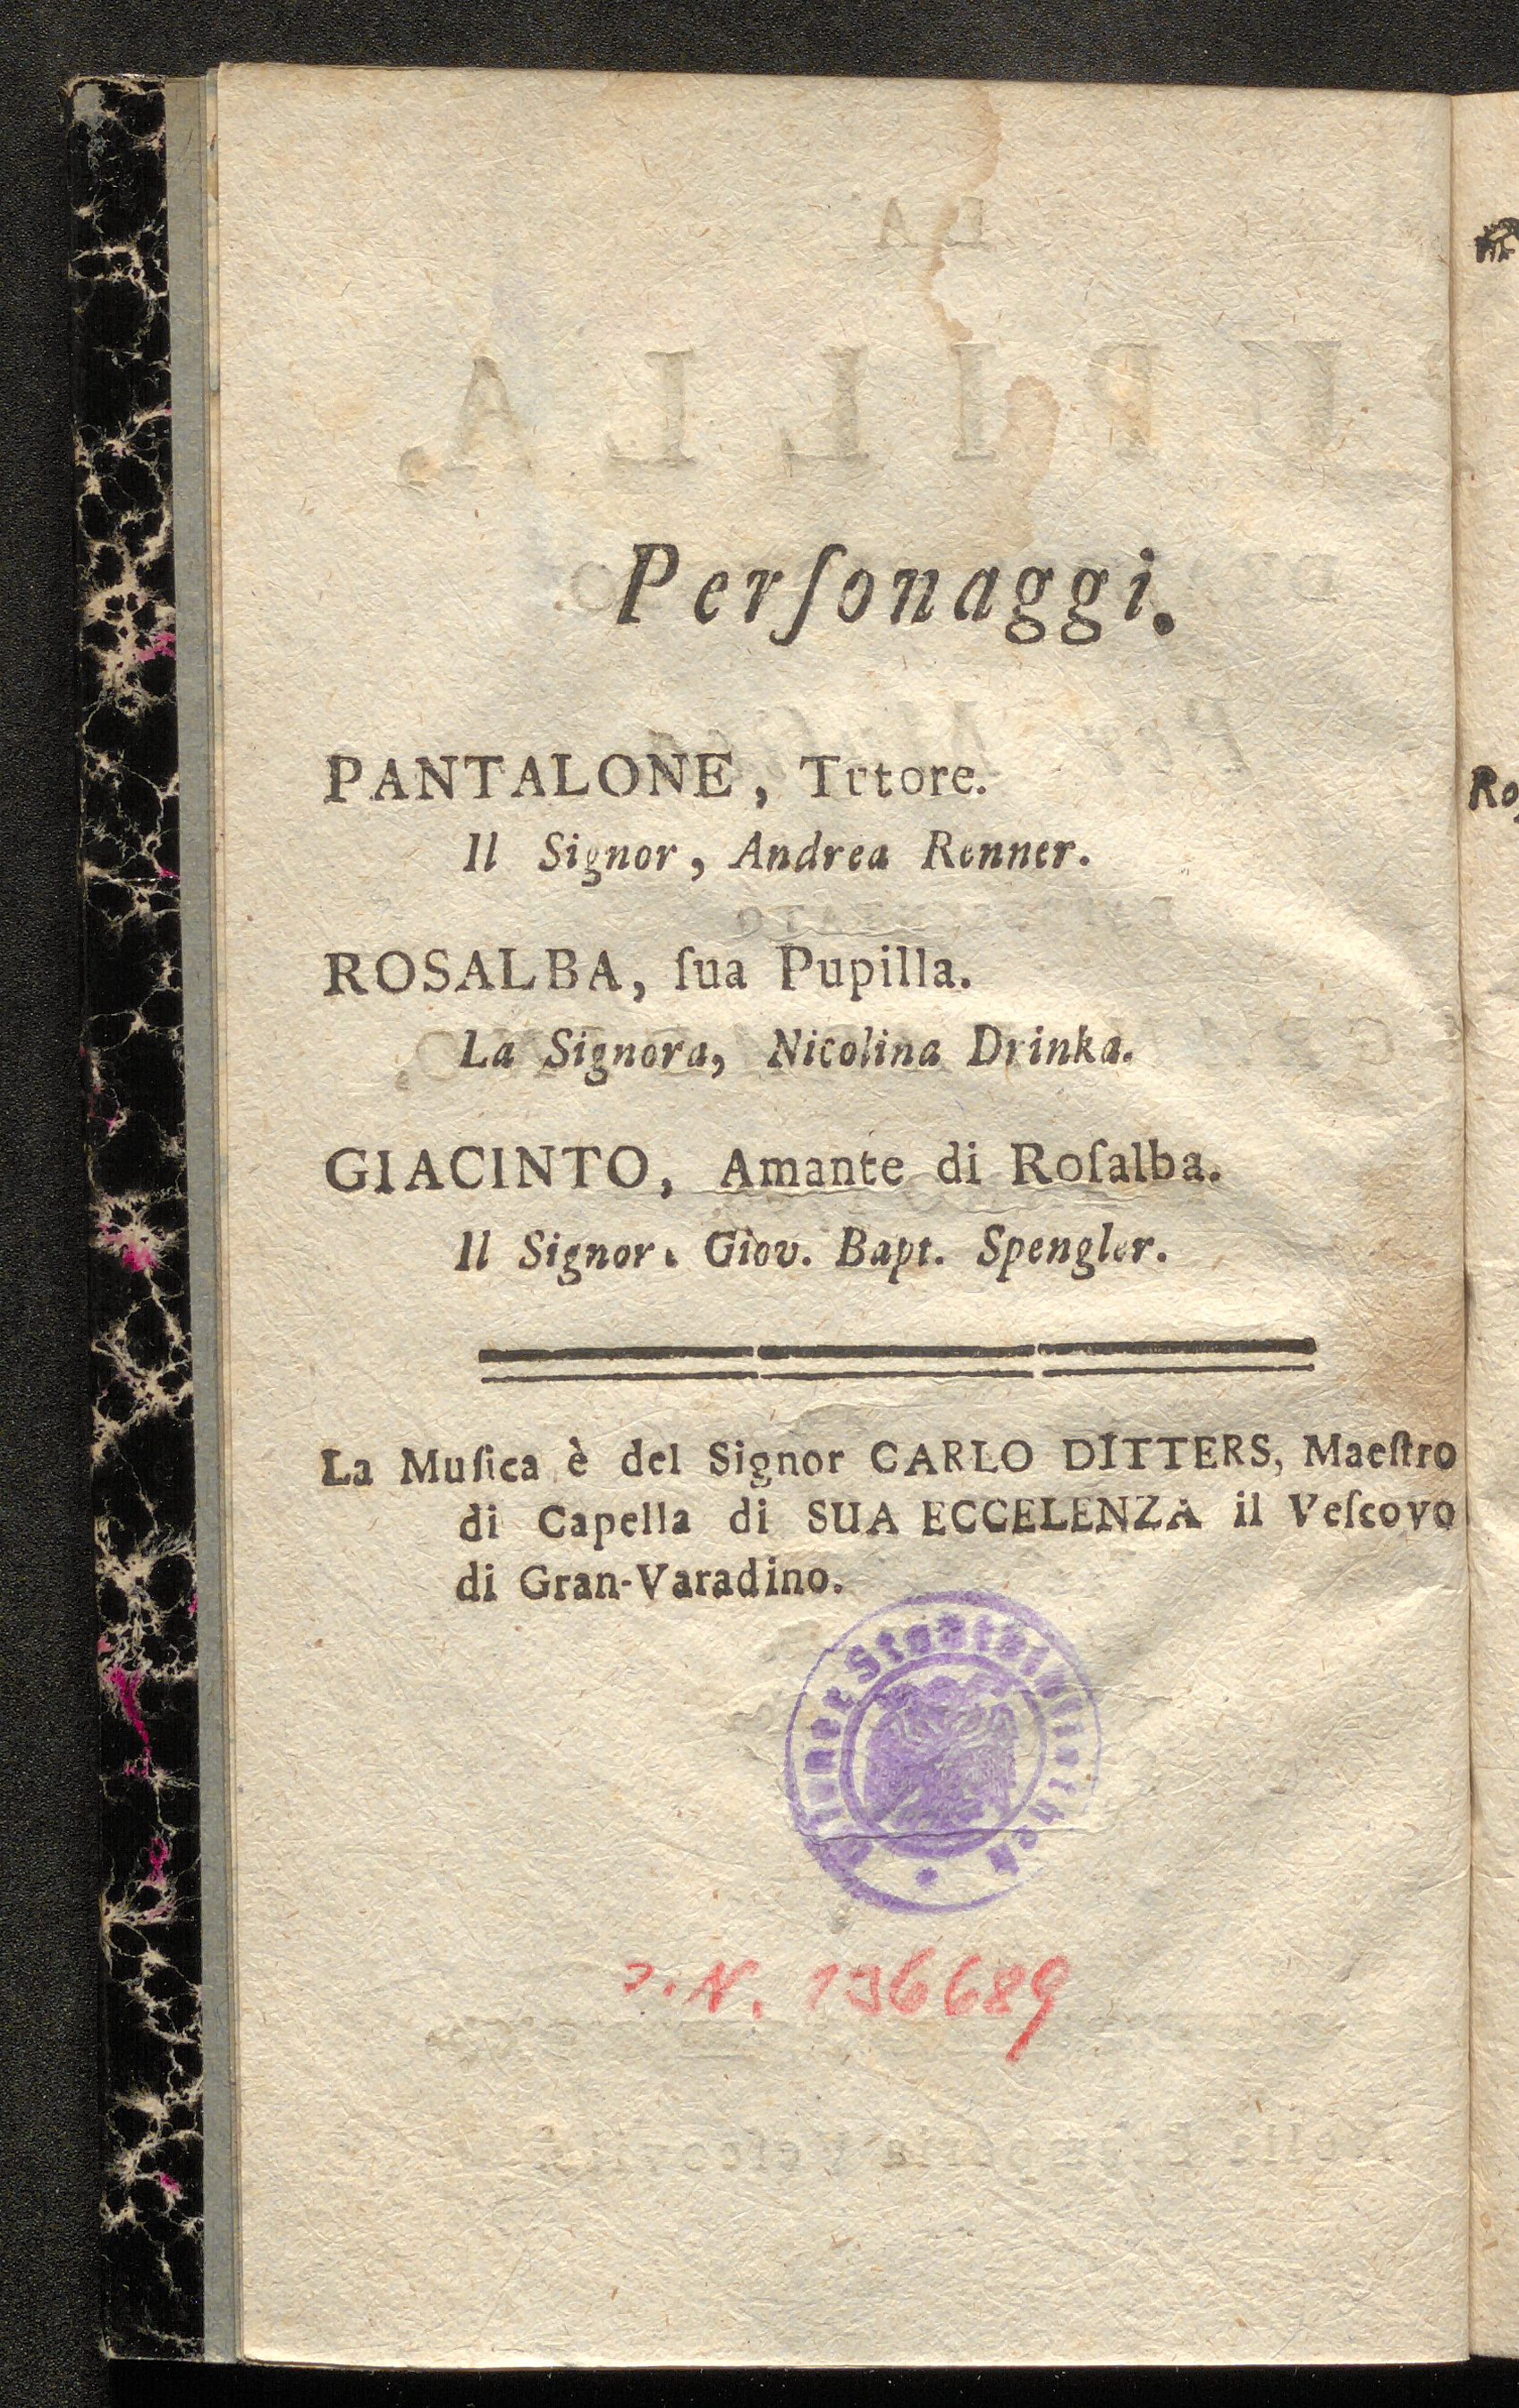 Perſonaggi.
PANTALONE, Tutore.
Il Signor, Andrea Renner.
ROSALBA, ſua Pupilla.
La Signora, Nicolina Drinka.
GIACINTO, Amante di Roſalba.
Il Signor. Giov. Bapt. Spengler.
La Muſica è del Signor CARLO DITTERS, Maeſtro
di Capella di SUA ECCELENZA il Veſcovo
di Gran-Varadino.
Staatsbibliothek
N. 136689
Ro